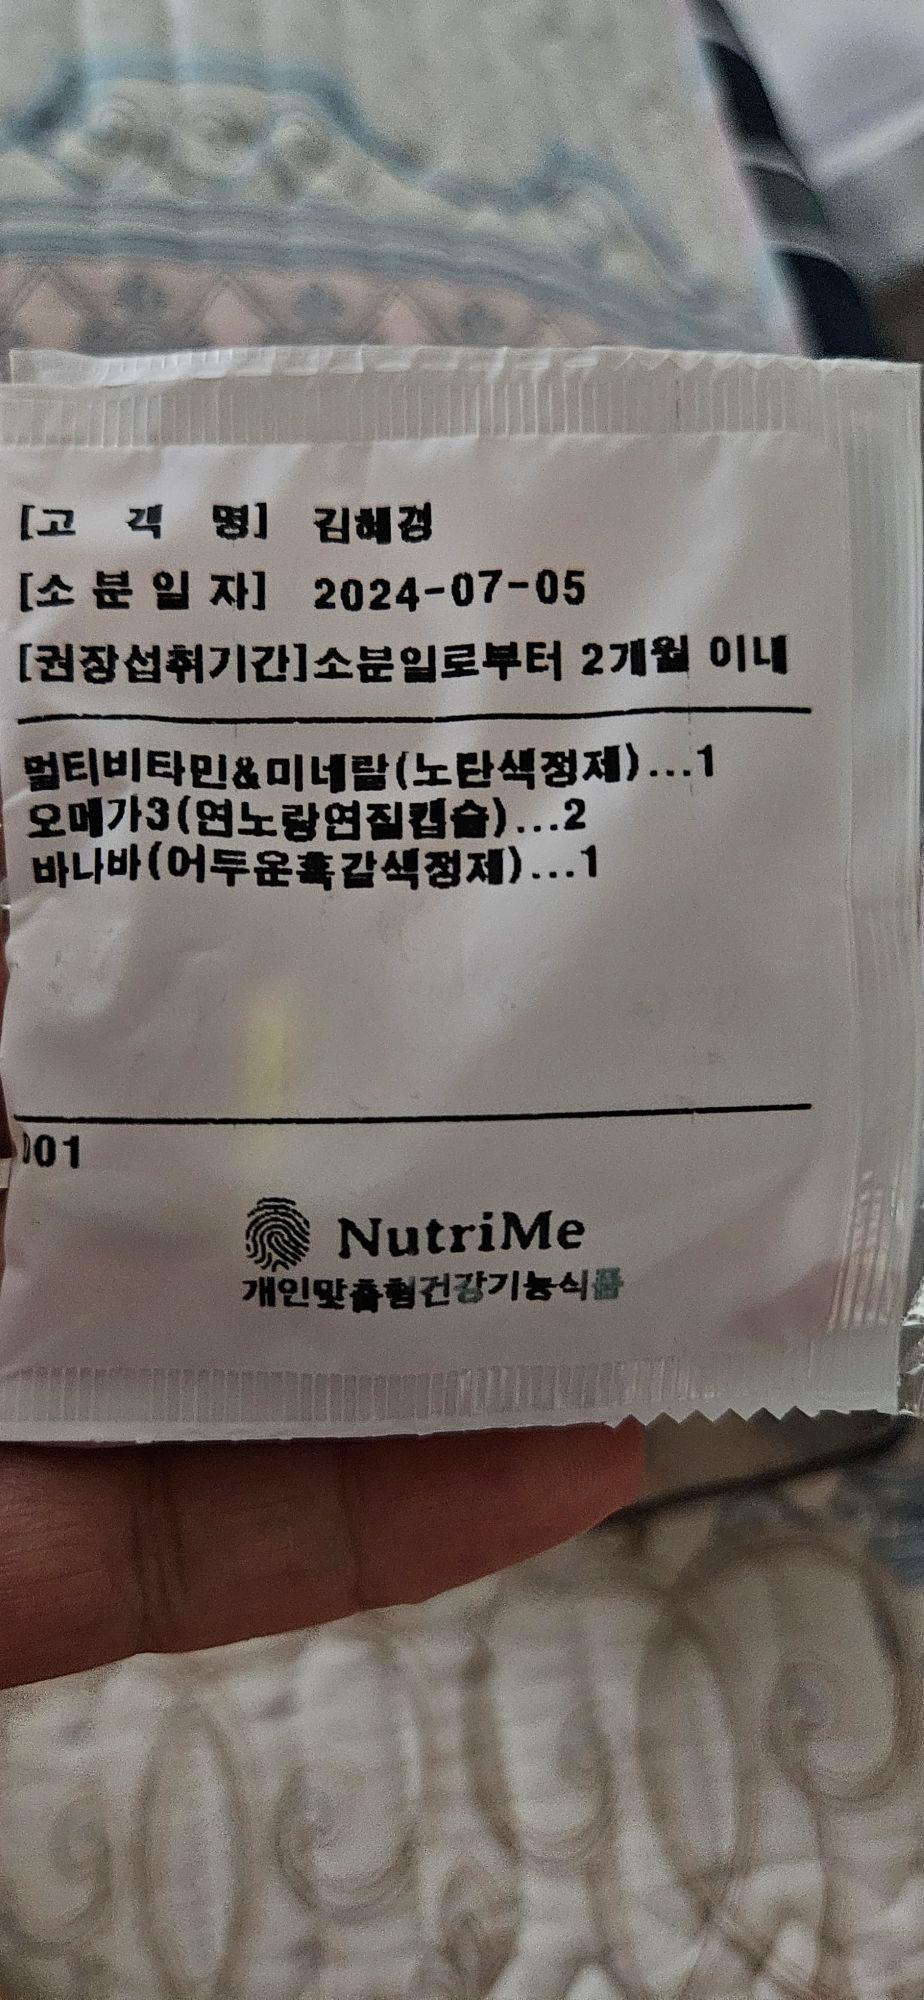 [고 객 명] 김혜경
[소 분 일 자] 2024-07-05
[권장섭취기간]소분일로부터 2개월 이내
멀티비타민&미네랄(노란색정제)...1
오메가3(연노랑연질캡슐)...2
바나바(어두운흑갈색정제)...1
001
NutriMe
개인맞춤형건강기능식품